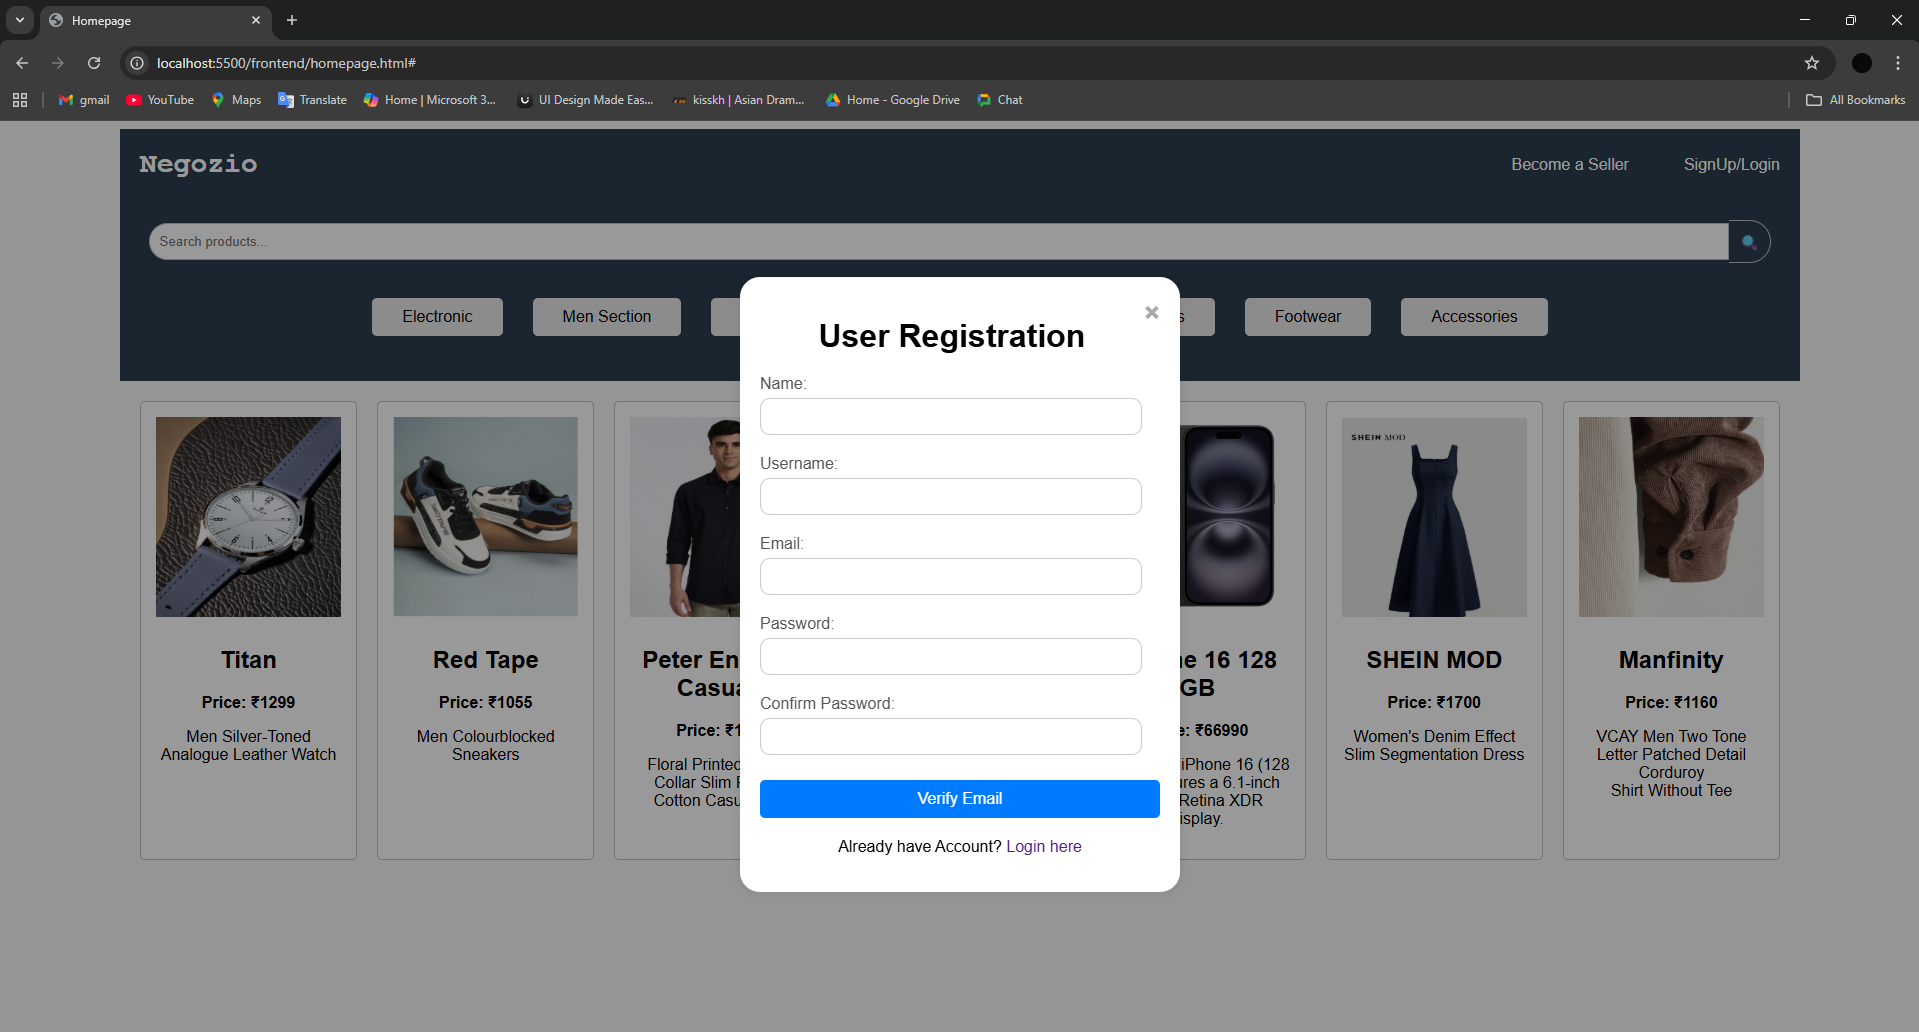 Homepage
localhost:5500/frontend/homepage.html#
gmail
YouTube
Maps
Translate
Home | Microsoft 3...
UI Design Made Eas...
kisskh | Asian Dram...
Home - Google Drive
Chat
All Bookmarks
Negozio
Become a Seller
SignUp/Login
Search products...
Electronic
Men Section
Footwear
Accessories
User Registration
Name:
Username:
Email:
Password:
Confirm Password:
Verify Email
Already have Account? Login here
Titan
Price: ₹1299
Men Silver-Toned
Analogue Leather Watch
Red Tape
Price: ₹1055
Men Colourblocked
Sneakers
Peter En
Casua
Price: ₹1
Floral Printed
Collar Slim
Cotton Casu
e 16 128
GB
e: ₹66990
iPhone 16 (128
ures a 6.1-inch
Retina XDR
isplay.
SHEIN MOD
SHEIN MOD
Price: ₹1700
Women's Denim Effect
Slim Segmentation Dress
Manfinity
Price: ₹1160
VCAY Men Two Tone
Letter Patched Detail
Corduroy
Shirt Without Tee